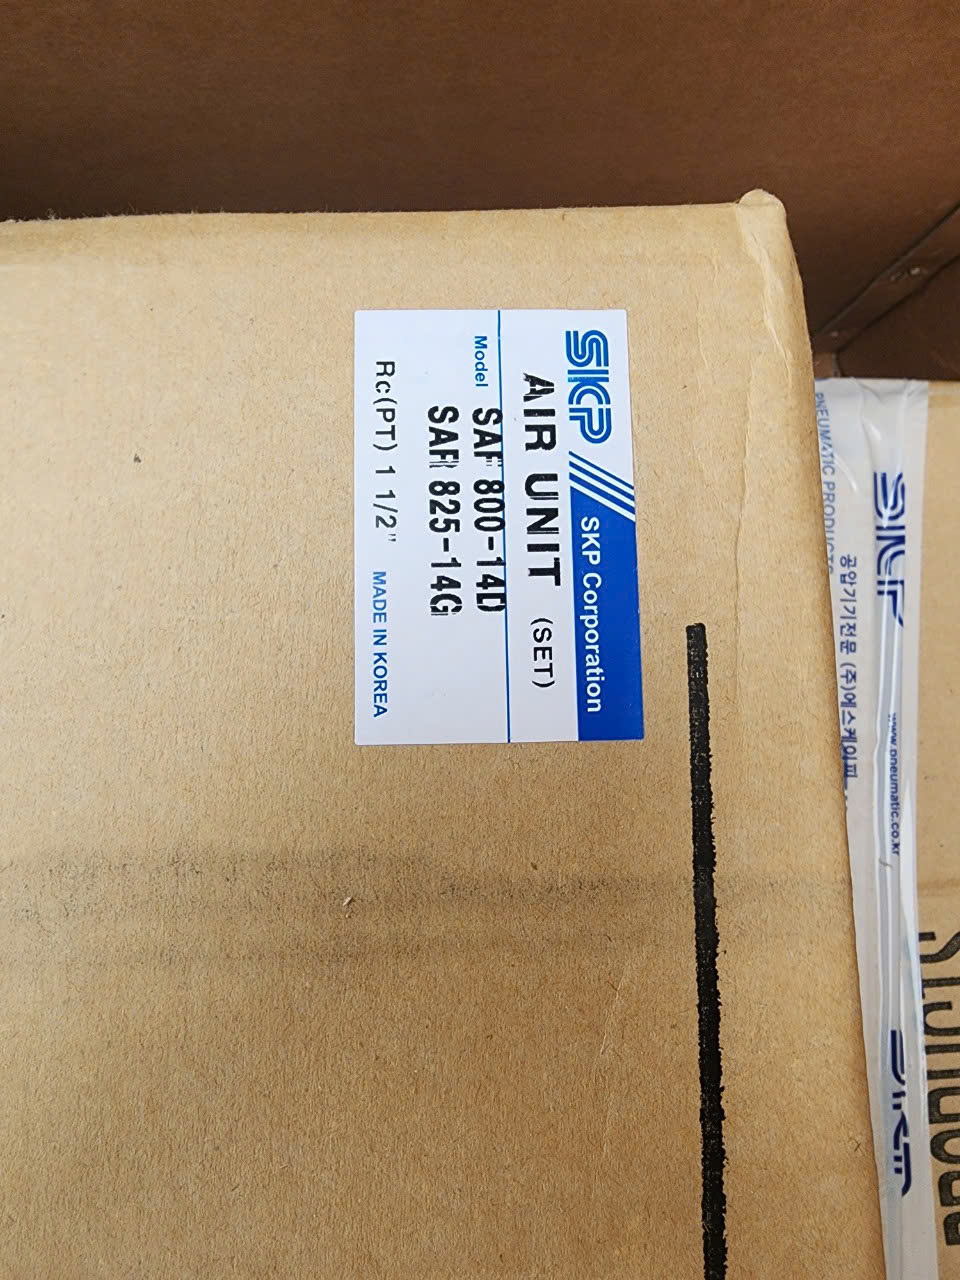 SKP SKP Corporation
AIR UNIT (SET)
Model SAF 800-14D
SAR 825-14G
Rc(PT) 1 1/2" MADE IN KOREA
PNEUMATIC PRODUCTS
공압기기전문 (주)에스케이피
SKP
www.pneumatic.co.kr
SKP